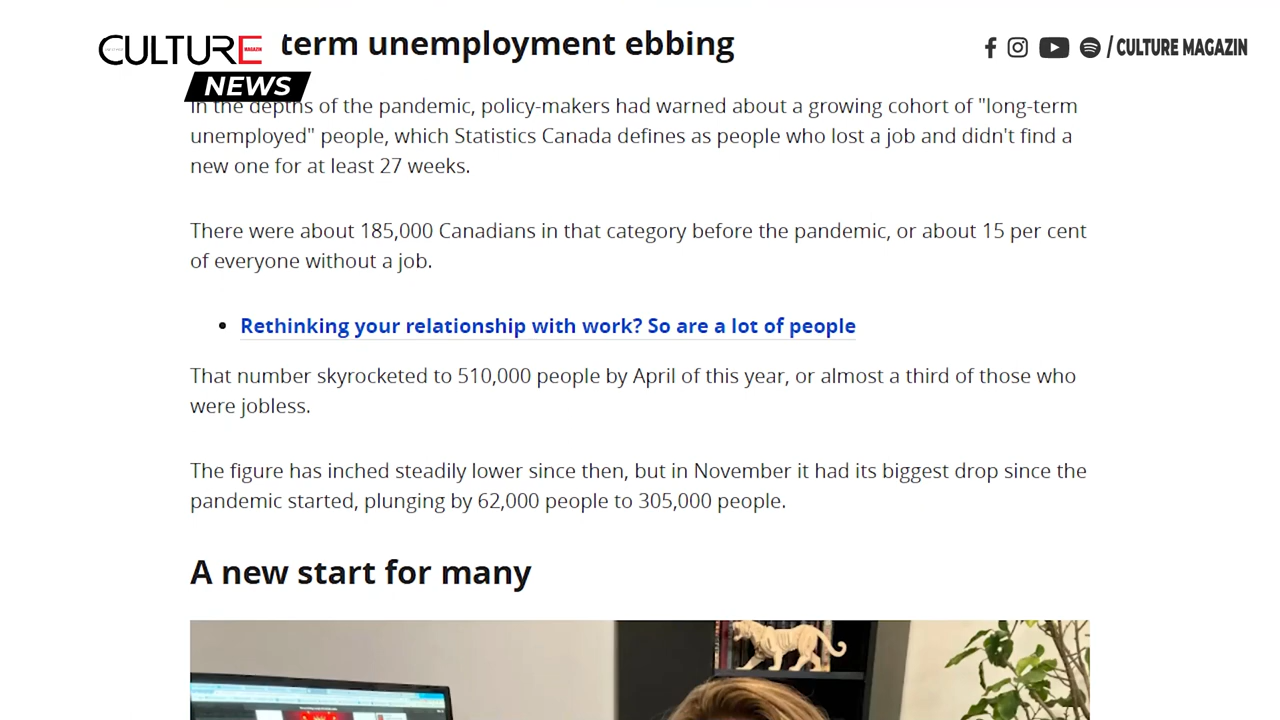 CULTURE
MAGAZIN
NEWS
term unemployment ebbing
/ CULTURE MAGAZIN
In the depths of the pandemic, policy-makers had warned about a growing cohort of "long-term
unemployed" people, which Statistics Canada defines as people who lost a job and didn't find a
new one for at least 27 weeks.
There were about 185,000 Canadians in that category before the pandemic, or about 15 per cent
of everyone without a job.
• Rethinking your relationship with work? So are a lot of people
That number skyrocketed to 510,000 people by April of this year, or almost a third of those who
were jobless.
The figure has inched steadily lower since then, but in November it had its biggest drop since the
pandemic started, plunging by 62,000 people to 305,000 people.
A new start for many